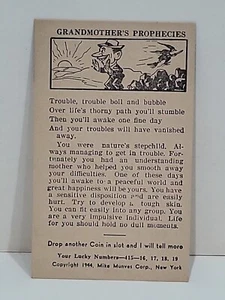 GRANDMOTHER'S PROPHECIES
Trouble, trouble boil and bubble
Over life's thorny path you'll stumble
Then you'll awake one fine day
And your troubles will have vanished
away.
You were nature's stepchild. Al-
ways managing to get in trouble. For-
tunately you had an understanding
mother who helped you smooth away
your difficulties. One of these days
you'll awake to a peaceful world and
great happiness will be yours. You have
a sensitive disposition and are easily
hurt. Try to develop a tough skin.
You can fit easily into any group. You
are a very impulsive Individual. Life
for you should hold no dull moments.
Drop another Coin in slot and I will tell more
Your Lucky Numbers—415—16, 17, 18, 19
Copyright 1944, Mike Munves Corp., New York